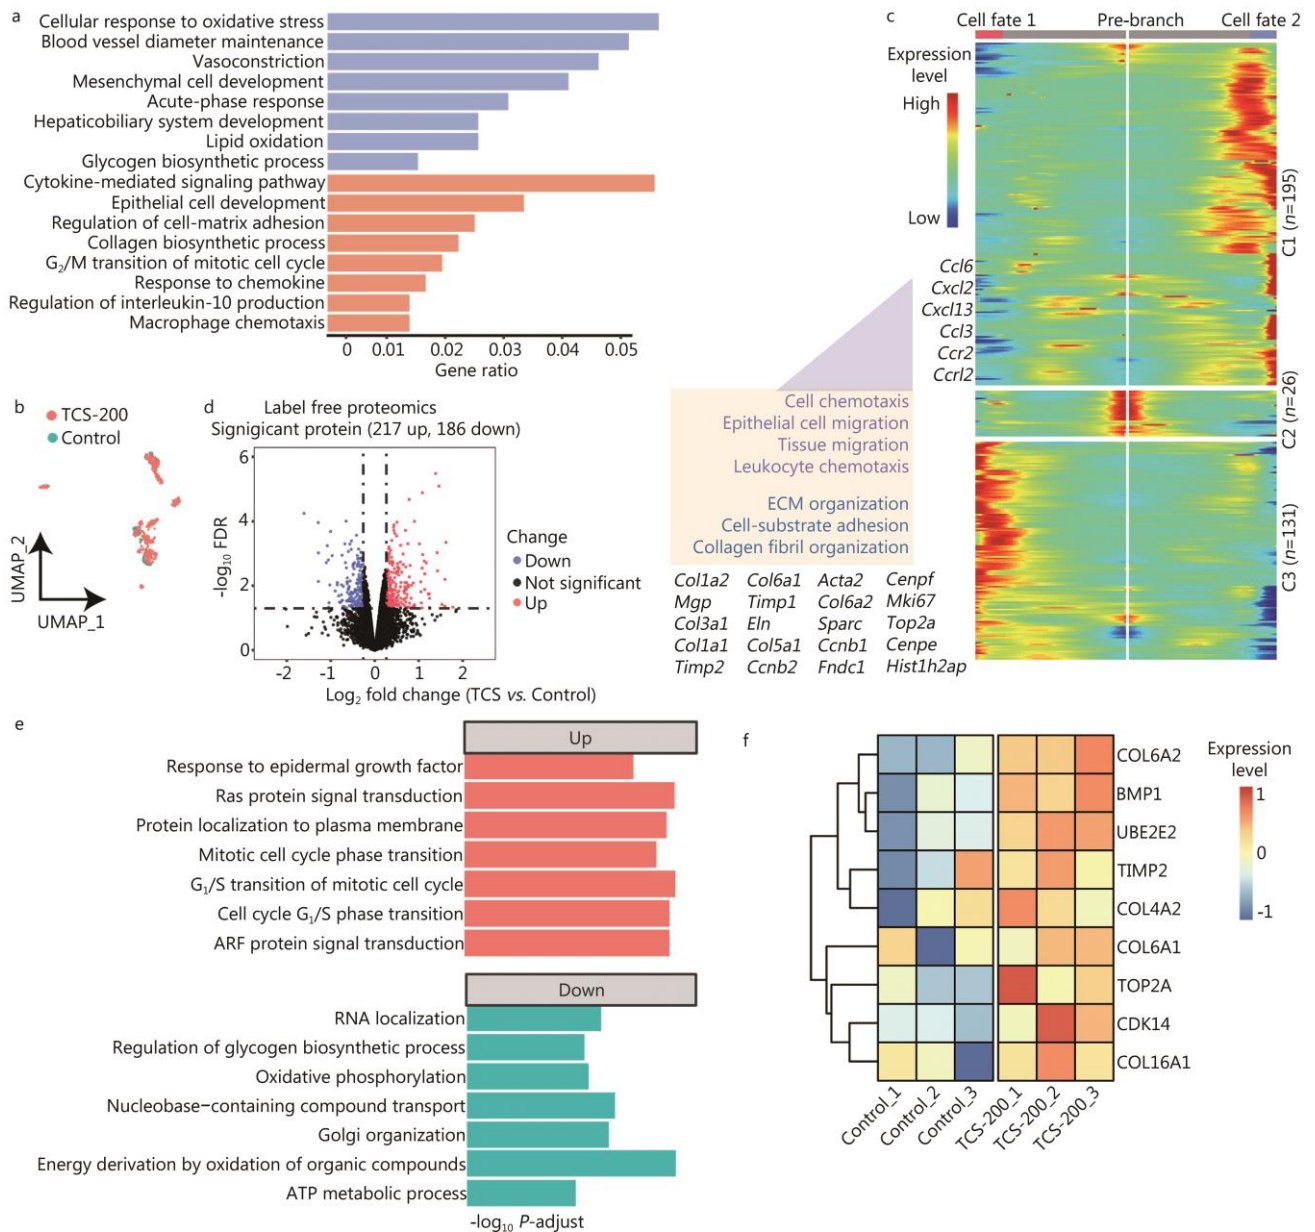 a
Cellular response to oxidative stress
Blood vessel diameter maintenance
Vasoconstriction
Mesenchymal cell development
Acute-phase response
Hepaticobiliary system development
Lipid oxidation
Glycogen biosynthetic process
Cytokine-mediated signaling pathway
Epithelial cell development
Regulation of cell-matrix adhesion
Collagen biosynthetic process
G2/M transition of mitotic cell cycle
Response to chemokine
Regulation of interleukin-10 production
Macrophage chemotaxis
0 0.01 0.02 0.03 0.04 0.05
Gene ratio
b
TCS-200
Control
UMAP_2
UMAP_1
c
Cell fate 1 Pre-branch Cell fate 2
Expression
level
High
Low
Ccl6
Cxcl2
Cxcl13
Ccl3
Ccr2
Ccrl2
C1 (n=195)
C2 (n=26)
C3 (n=131)
Cell chemotaxis
Epithelial cell migration
Tissue migration
Leukocyte chemotaxis
ECM organization
Cell-substrate adhesion
Collagen fibril organization
Col1a2 Col6a1 Acta2 Cenpf
Mgp Timp1 Col6a2 Mki67
Col3a1 Eln Sparc Top2a
Col1a1 Col5a1 Ccnb1 Cenpe
Timp2 Ccnb2 Fndc1 Hist1h2ap
d
Label free proteomics
Signigicant protein (217 up, 186 down)
6
4
2
0
-log10 FDR
-2 -1 0 1 2
Log2 fold change (TCS vs. Control)
Change
Down
Not significant
Up
e
Up
Response to epidermal growth factor
Ras protein signal transduction
Protein localization to plasma membrane
Mitotic cell cycle phase transition
G1/S transition of mitotic cell cycle
Cell cycle G1/S phase transition
ARF protein signal transduction
Down
RNA localization
Regulation of glycogen biosynthetic process
Oxidative phosphorylation
Nucleobase−containing compound transport
Golgi organization
Energy derivation by oxidation of organic compounds
ATP metabolic process
-log10 P-adjust
f
COL6A2
BMP1
UBE2E2
TIMP2
COL4A2
COL6A1
TOP2A
CDK14
COL16A1
Control_1 Control_2 Control_3 TCS-200_1 TCS-200_2 TCS-200_3
Expression
level
1
0
-1